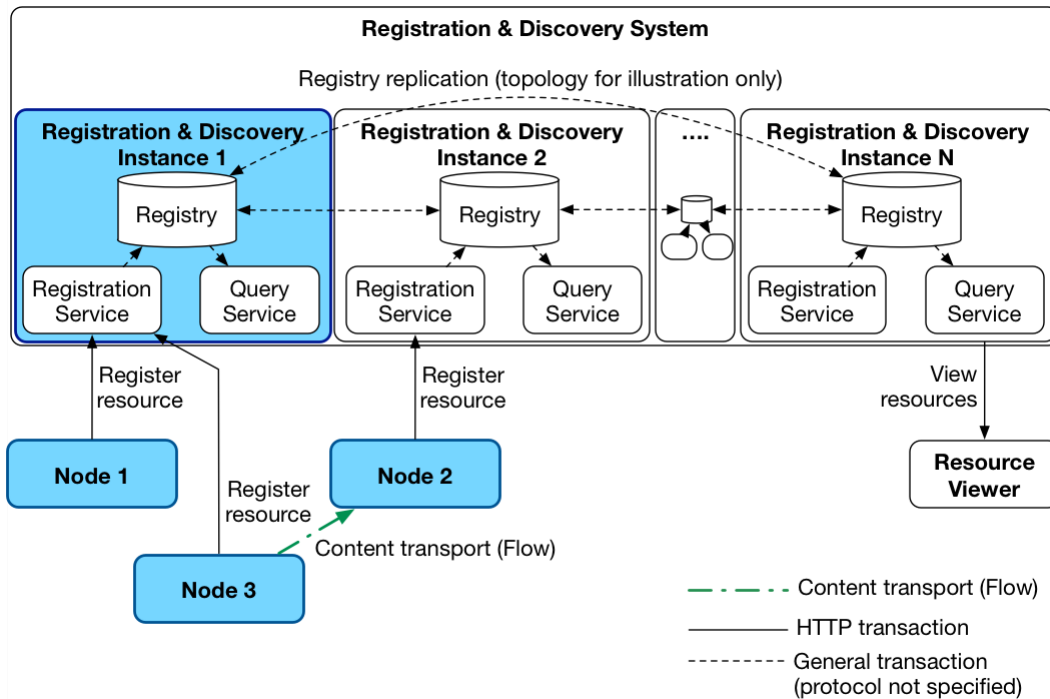 Registration & Discovery System
Registry replication (topology for illustration only)
Registration & Discovery
Instance 1
Registry
Registration
Service
Query
Service
Registration & Discovery
Instance 2
Registry
Registration
Service
Query
Service
....
Registration & Discovery
Instance N
Registry
Registration
Service
Query
Service
Register
resource
Register
resource
View
resources
Node 1
Node 2
Resource
Viewer
Register
resource
Content transport (Flow)
Node 3
Content transport (Flow)
HTTP transaction
General transaction
(protocol not specified)